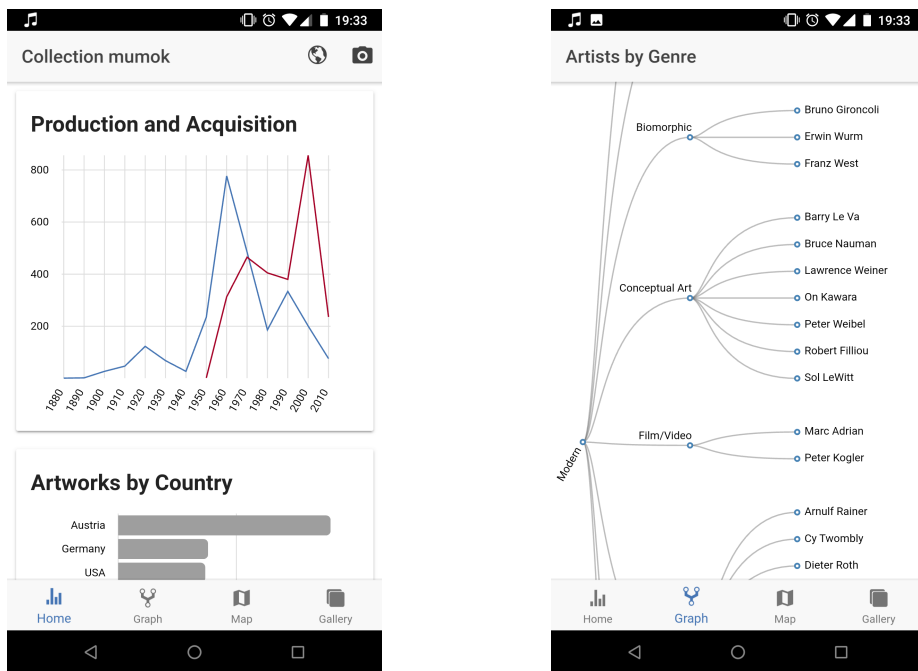 19:33
Collection mumok
Production and Acquisition
800
600
400
200
1880
1890
1900
1910
1920
1930
1940
1950
1960
1970
1980
1990
2000
2010
Artworks by Country
Austria
Germany
USA
Home
Graph
Map
Gallery
19:33
Artists by Genre
Biomorphic
Bruno Gironcoli
Erwin Wurm
Franz West
Conceptual Art
Barry Le Va
Bruce Nauman
Lawrence Weiner
On Kawara
Peter Weibel
Robert Filliou
Sol LeWitt
Modern
Film/Video
Marc Adrian
Peter Kogler
Arnulf Rainer
Cy Twombly
Dieter Roth
Home
Graph
Map
Gallery